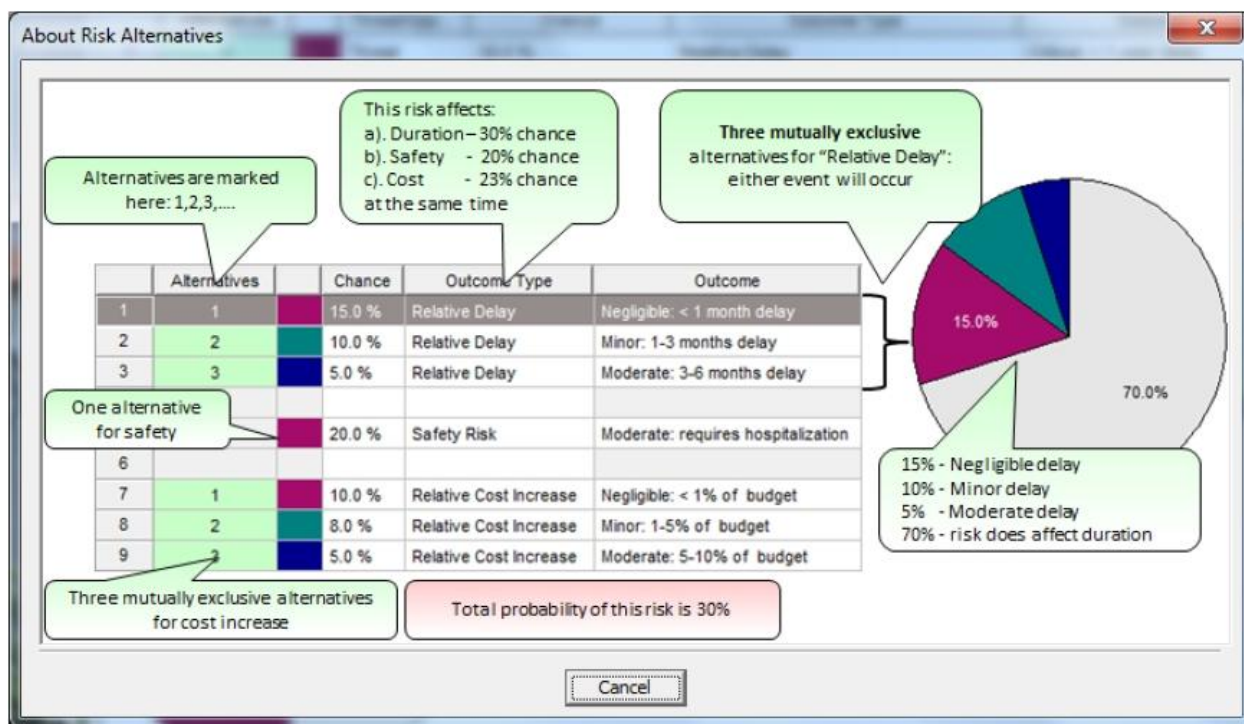 About Risk Alternatives
This risk affects:
a). Duration – 30% chance
b). Safety - 20% chance
c). Cost - 23% chance
at the same time
Three mutually exclusive
alternatives for "Relative Delay":
either event will occur
Alternatives are marked
here: 1,2,3,....
Alternatives Chance Outcome Type Outcome
1 1 15.0 % Relative Delay Negligible: < 1 month delay
2 2 10.0 % Relative Delay Minor: 1-3 months delay
3 3 5.0 % Relative Delay Moderate: 3-6 months delay
15.0%
70.0%
One alternative
for safety
20.0 % Safety Risk Moderate: requires hospitalization
6
7 1 10.0 % Relative Cost Increase Negligible: < 1% of budget
8 2 8.0 % Relative Cost Increase Minor: 1-5% of budget
9 3 5.0 % Relative Cost Increase Moderate: 5-10% of budget
15% - Negligible delay
10% - Minor delay
5% - Moderate delay
70% - risk does affect duration
Three mutually exclusive alternatives
for cost increase
Total probability of this risk is 30%
Cancel